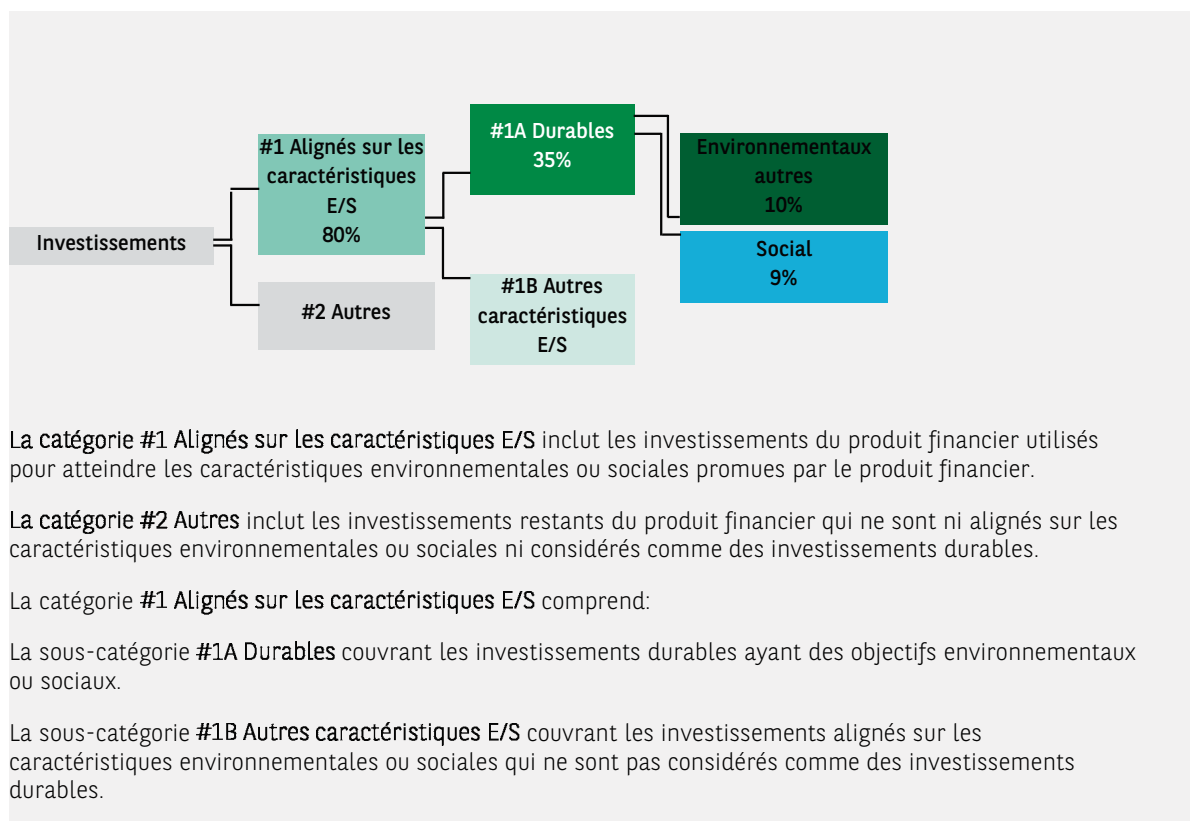 Investissements
#1 Alignés sur les
caractéristiques
E/S
80%
#2 Autres
#1A Durables
35%
#1B Autres
caractéristiques
E/S
Environnementaux
autres
10%
Social
9%
La catégorie #1 Alignés sur les caractéristiques E/S inclut les investissements du produit financier utilisés
pour atteindre les caractéristiques environnementales ou sociales promues par le produit financier.
La catégorie #2 Autres inclut les investissements restants du produit financier qui ne sont ni alignés sur les
caractéristiques environnementales ou sociales ni considérés comme des investissements durables.
La catégorie #1 Alignés sur les caractéristiques E/S comprend:
La sous-catégorie #1A Durables couvrant les investissements durables ayant des objectifs environnementaux
ou sociaux.
La sous-catégorie #1B Autres caractéristiques E/S couvrant les investissements alignés sur les
caractéristiques environnementales ou sociales qui ne sont pas considérés comme des investissements
durables.